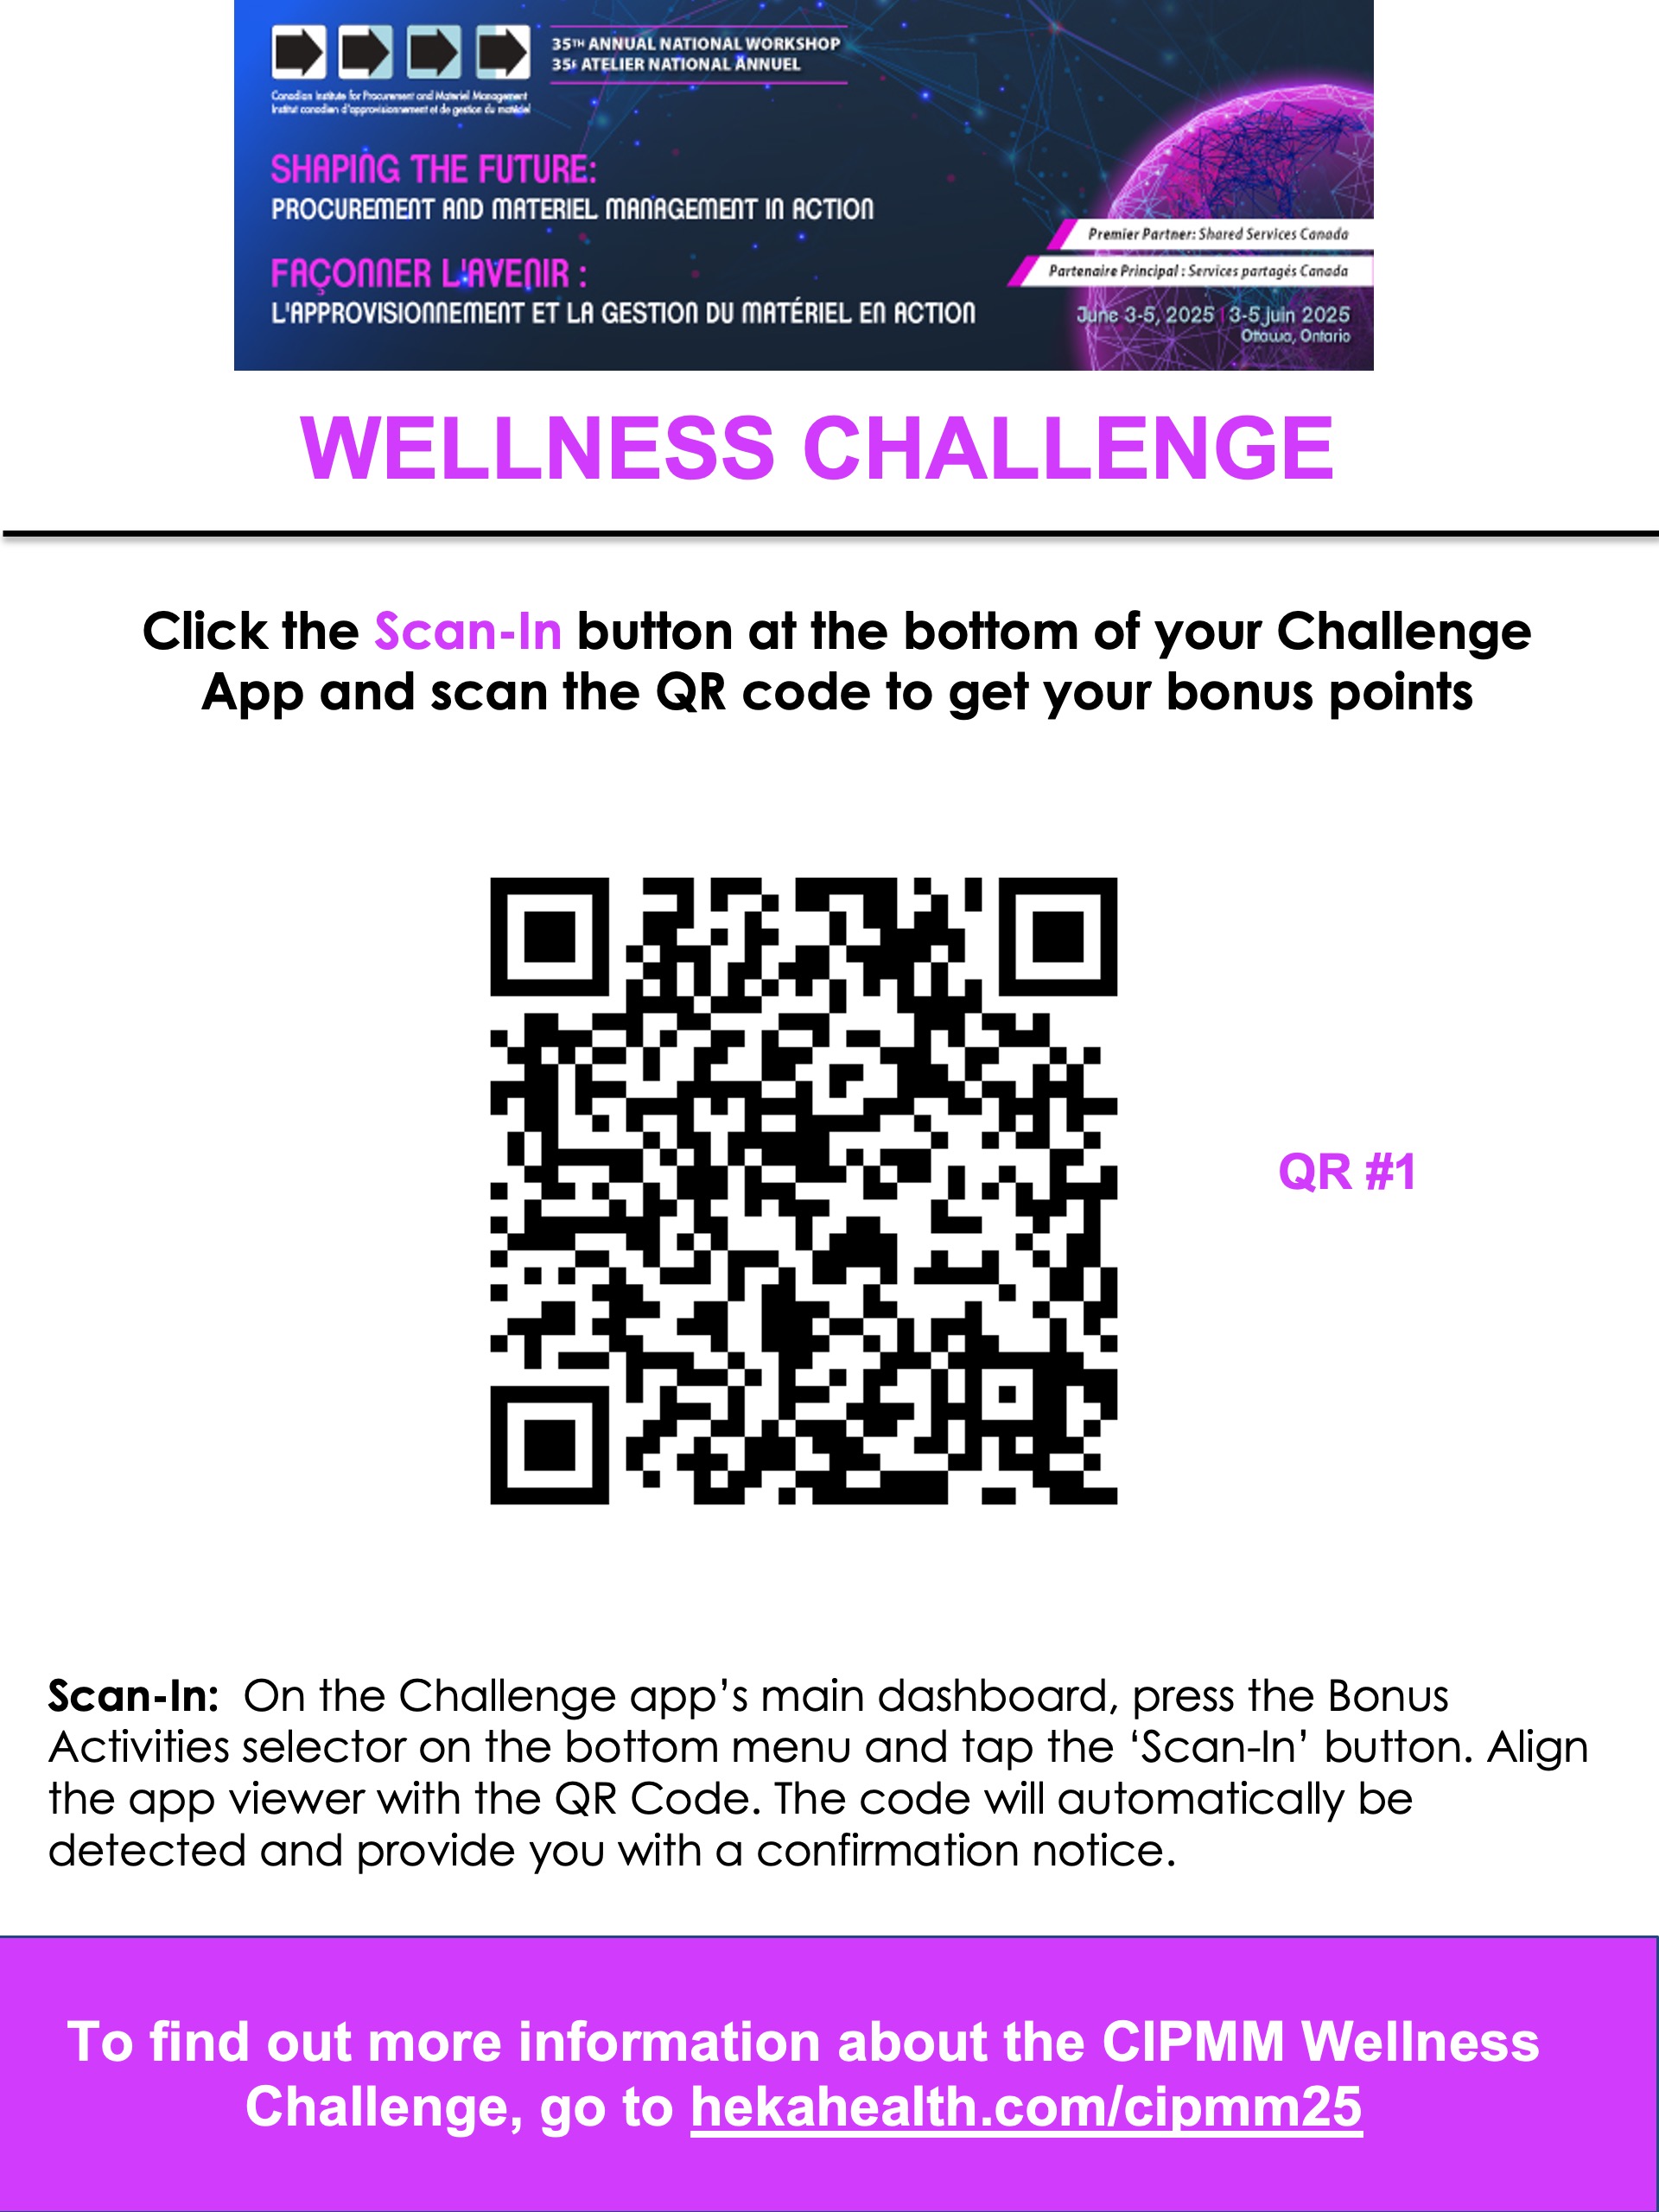 35TH ANNUAL NATIONAL WORKSHOP
35E ATELIER NATIONAL ANNUEL
Canadian Institute for Procurement and Materiel Management
Institut canadien d'approvisionnement et de gestion du matériel
SHAPING THE FUTURE:
PROCUREMENT AND MATERIEL MANAGEMENT IN ACTION
FAÇONNER L'AVENIR :
L'APPROVISIONNEMENT ET LA GESTION DU MATÉRIEL EN ACTION
Premier Partner: Shared Services Canada
Partenaire Principal : Services partagés Canada
June 3-5, 2025 | 3-5 juin 2025
Ottawa, Ontario
WELLNESS CHALLENGE
Click the Scan-In button at the bottom of your Challenge
App and scan the QR code to get your bonus points
QR #1
Scan-In: On the Challenge app’s main dashboard, press the Bonus
Activities selector on the bottom menu and tap the ‘Scan-In’ button. Align
the app viewer with the QR Code. The code will automatically be
detected and provide you with a confirmation notice.
To find out more information about the CIPMM Wellness
Challenge, go to hekahealth.com/cipmm25